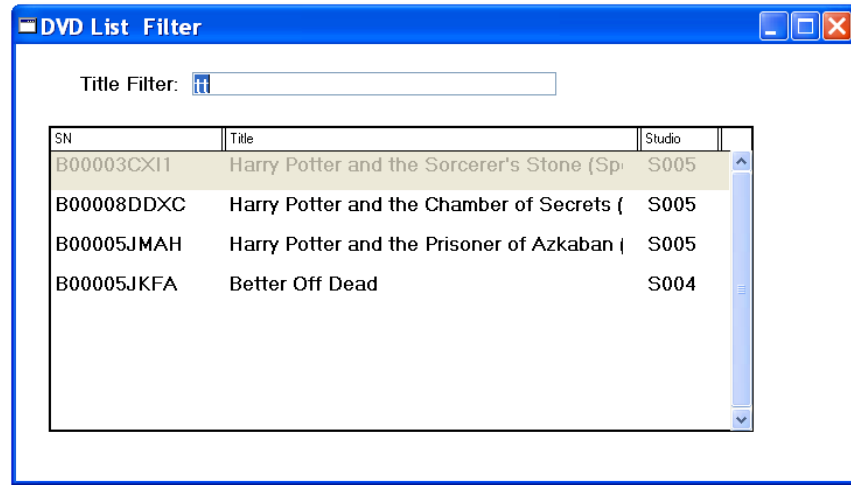 DVD List Filter
Title Filter: tt
SN Title Studio
B00003CXI1 Harry Potter and the Sorcerer's Stone (Sp S005
B00008DDXC Harry Potter and the Chamber of Secrets ( S005
B00005JMAH Harry Potter and the Prisoner of Azkaban ( S005
B00005JKFA Better Off Dead S004